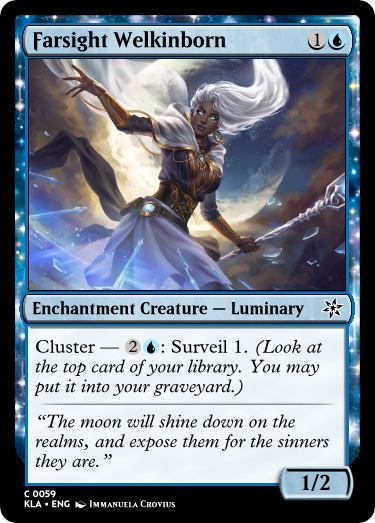 Farsight Welkinborn 1
Enchantment Creature — Luminary
Cluster — 2 : Surveil 1. (Look at
the top card of your library. You may
put it into your graveyard.)
“The moon will shine down on the
realms, and expose them for the sinners
they are.”
1/2
C 0059
KLA • ENG Immanuela Crovius